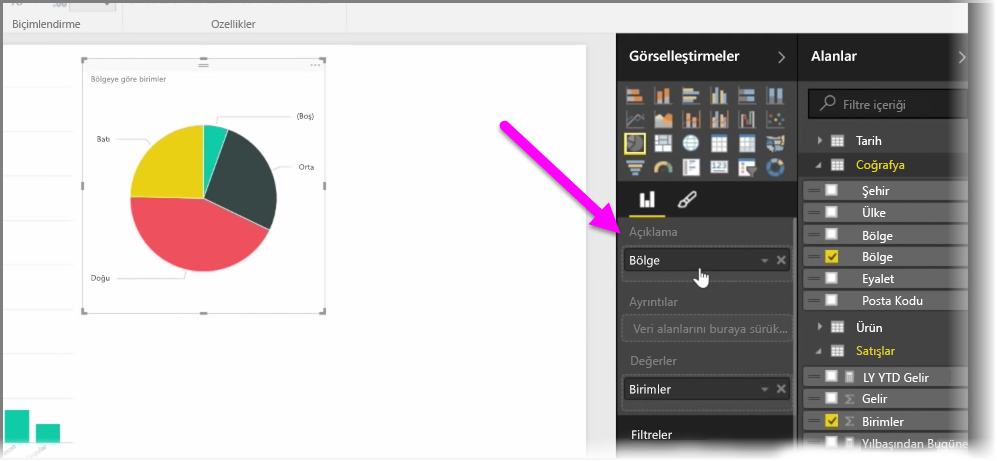 Biçimlendirme
Özellikler
Bölgeye göre birimler
(Boş)
Batı
Orta
Doğu
Görselleştirmeler
123
Açıklama
Bölge
Ayrıntılar
Veri alanlarını buraya sürük...
Değerler
Birimler
Filtreler
Alanlar
Filtre içeriği
Tarih
Coğrafya
Şehir
Ülke
Bölge
Bölge
Eyalet
Posta Kodu
Ürün
Satışlar
LY YTD Gelir
Gelir
Birimler
Yılbaşından Bugüne